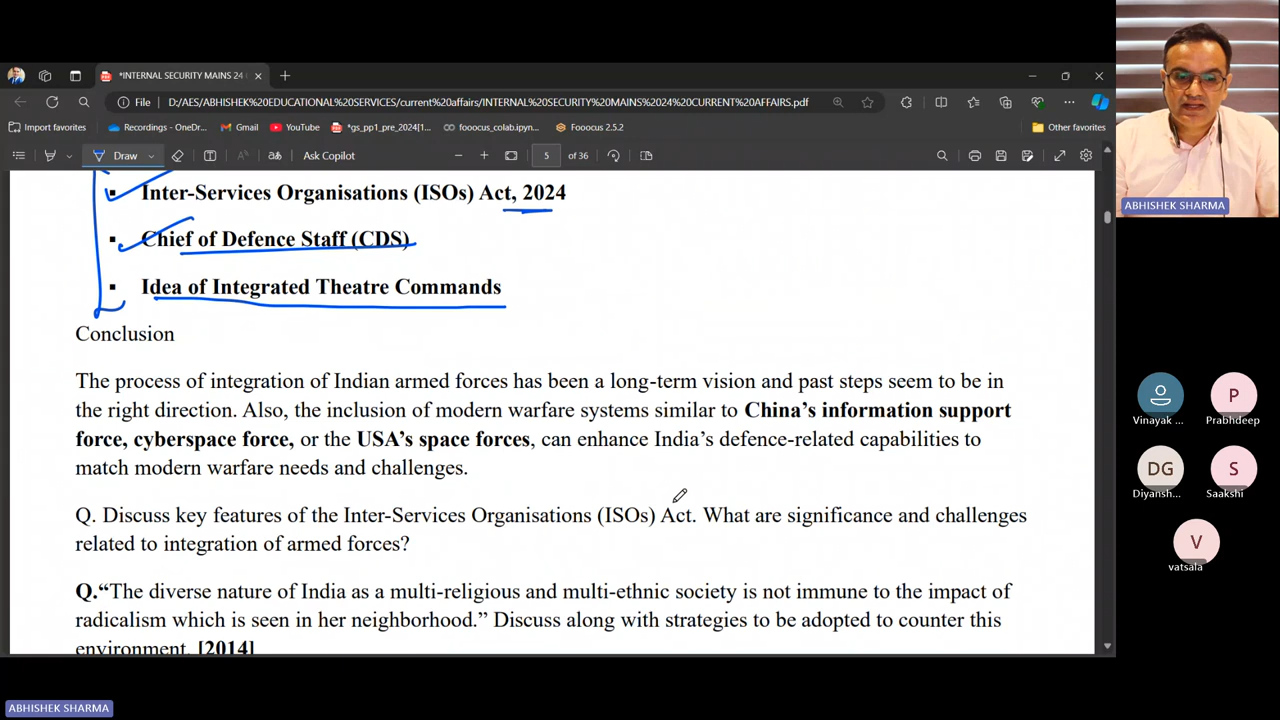 *INTERNAL SECURITY MAINS 24
File
D:/AES/ABHISHEK%20EDUCATIONAL%20SERVICES/current%20affairs/INTERNAL%20SECURITY%20MAINS%202024%20CURRENT%20AFFAIRS.pdf
Import favorites
Recordings - OneDr...
Gmail
YouTube
*gs_pp1_pre_2024[1...
fooocus_colab.ipyn...
Fooocus 2.5.2
Other favorites
Draw
Ask Copilot
5 of 36
Inter-Services Organisations (ISOs) Act, 2024
Chief of Defence Staff (CDS)
Idea of Integrated Theatre Commands
Conclusion
The process of integration of Indian armed forces has been a long-term vision and past steps seem to be in
the right direction. Also, the inclusion of modern warfare systems similar to China's information support
force, cyberspace force, or the USA's space forces, can enhance India's defence-related capabilities to
match modern warfare needs and challenges.
Q. Discuss key features of the Inter-Services Organisations (ISOs) Act. What are significance and challenges
related to integration of armed forces?
Q.“The diverse nature of India as a multi-religious and multi-ethnic society is not immune to the impact of
radicalism which is seen in her neighborhood.” Discuss along with strategies to be adopted to counter this
environment. [2014]
ABHISHEK SHARMA
Vinayak ...
P
Prabhdeep
DG
Diyansh...
S
Saakshi
V
vatsala
ABHISHEK SHARMA